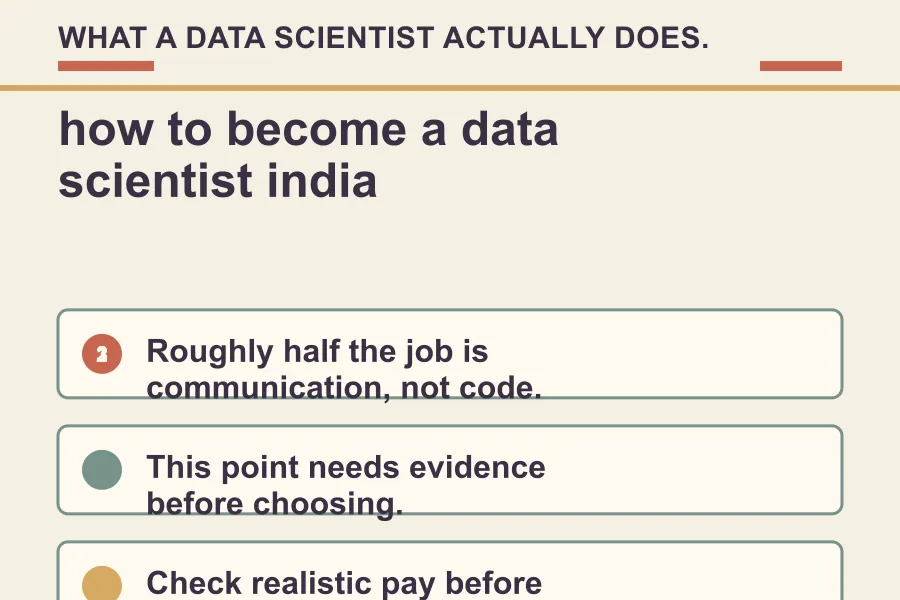 WHAT A DATA SCIENTIST ACTUALLY DOES.
how to become a data
scientist india
Roughly half the job is
communication, not code.
This point needs evidence
before choosing.
Check realistic pay before